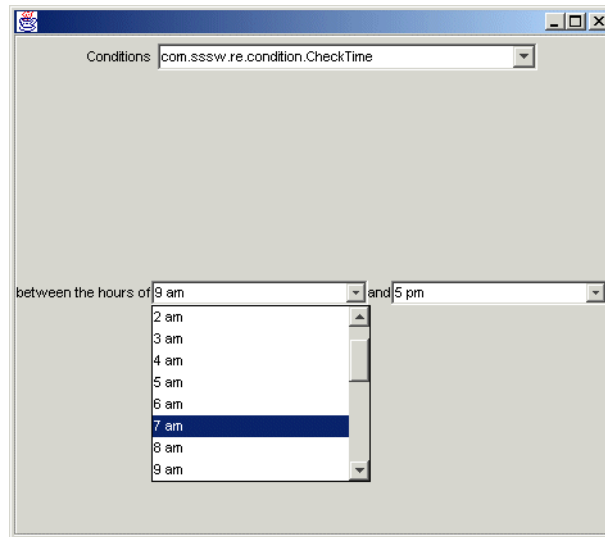 Conditions com.sssw.re.condition.CheckTime
between the hours of 9 am and 5 pm
2 am
3 am
4 am
5 am
6 am
7 am
8 am
9 am